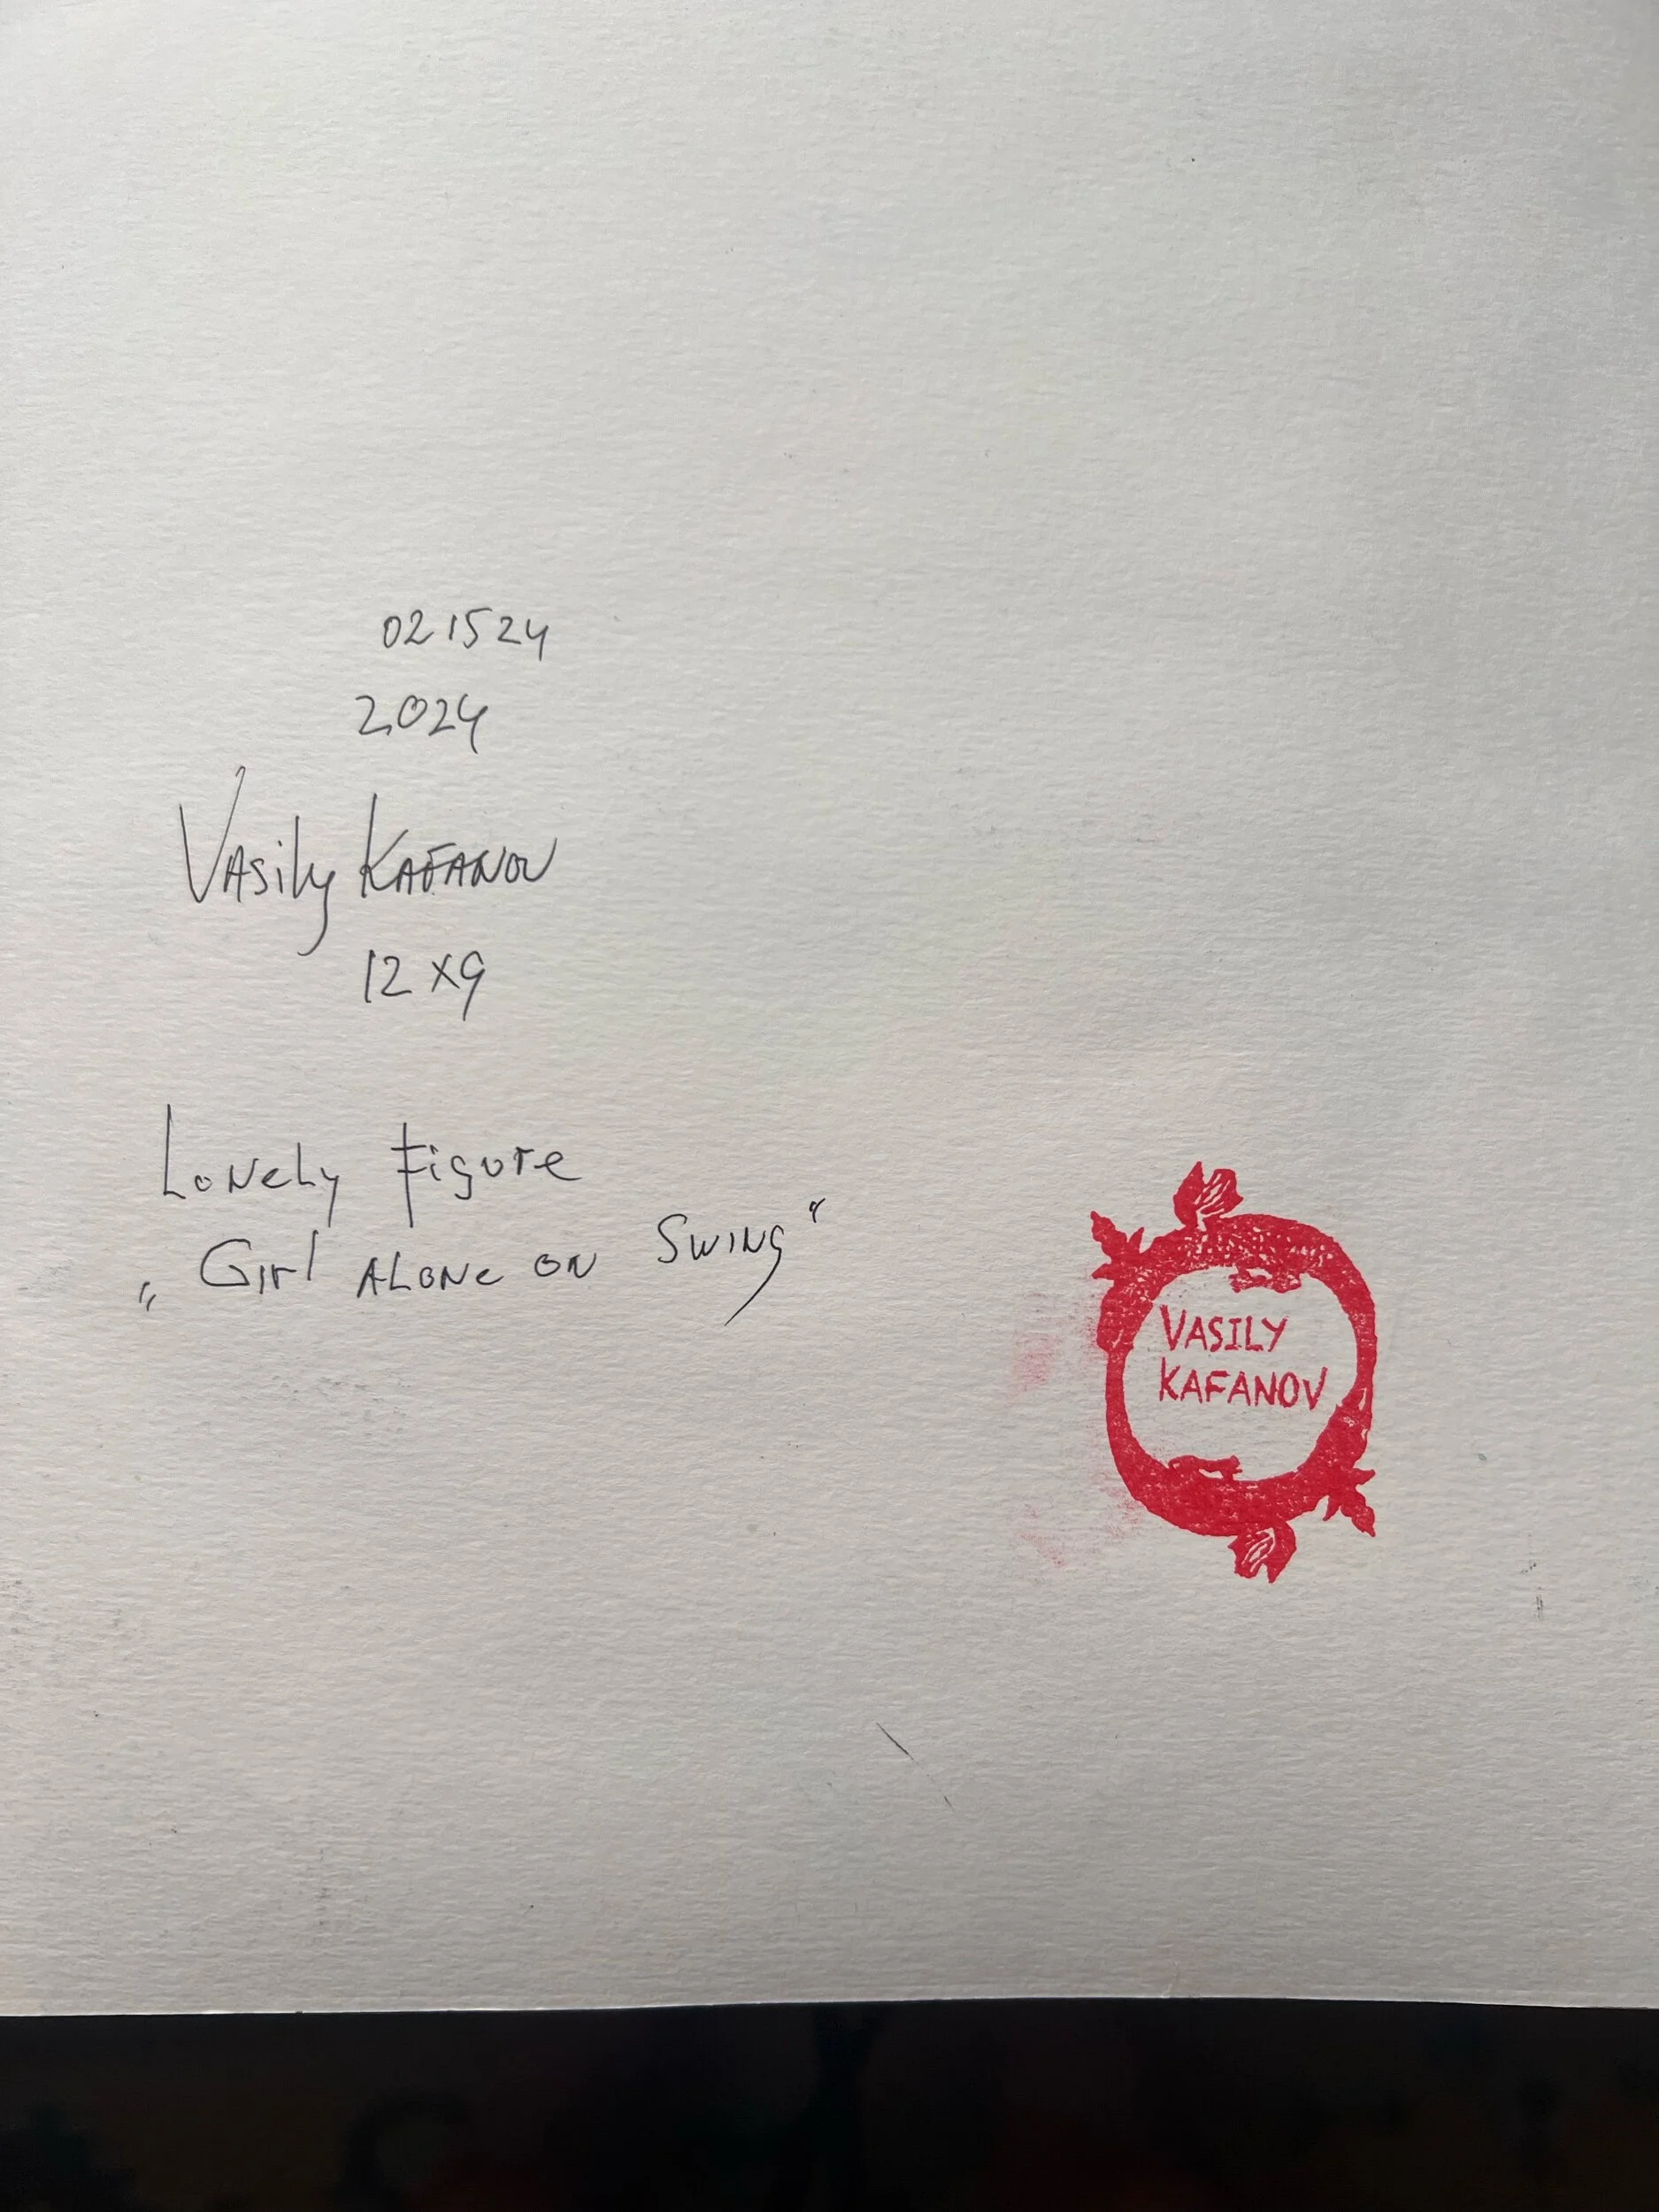 021524
2024
Vasily Kafanov
12 x 9
Lonely Figure
„Girl Alone on Swing“
VASILY
KAFANOV